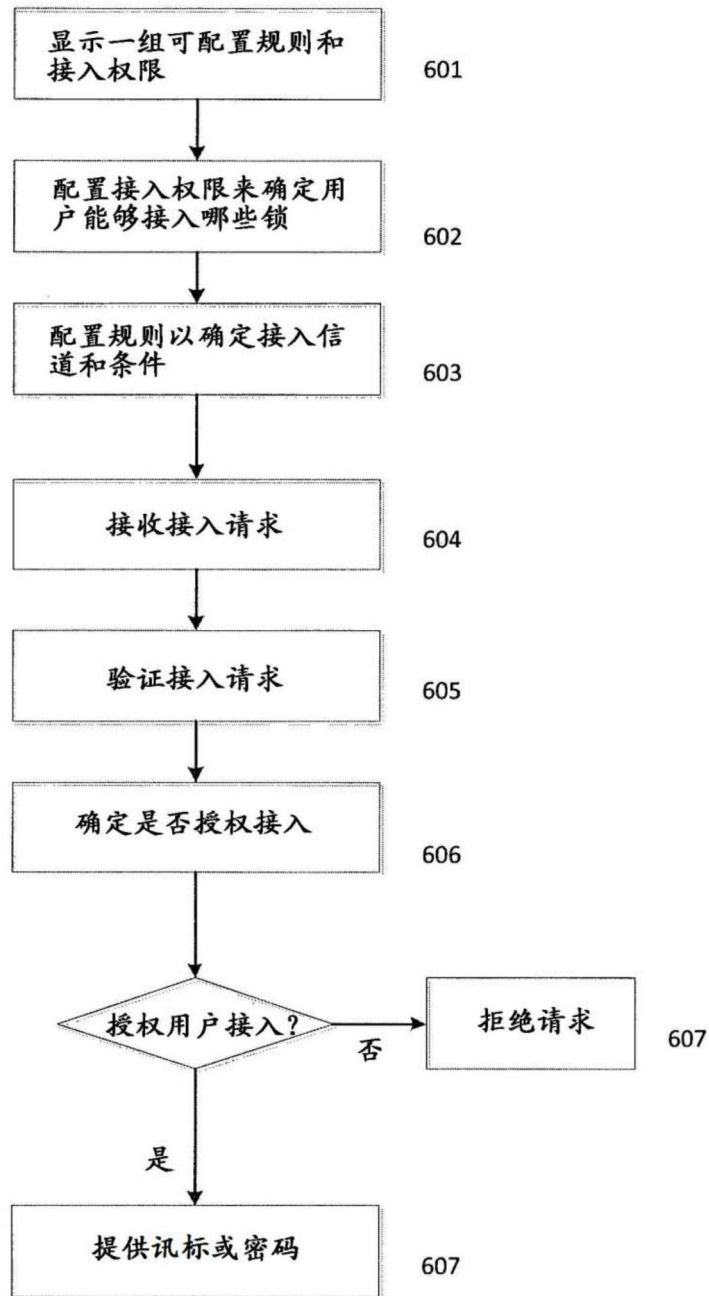 显示一组可配置规则和
接入权限
601
配置接入权限来确定用
户能够接入哪些锁
602
配置规则以确定接入信
道和条件
603
接收接入请求
604
验证接入请求
605
确定是否授权接入
606
授权用户接入?
否
拒绝请求
607
是
提供讯标或密码
607